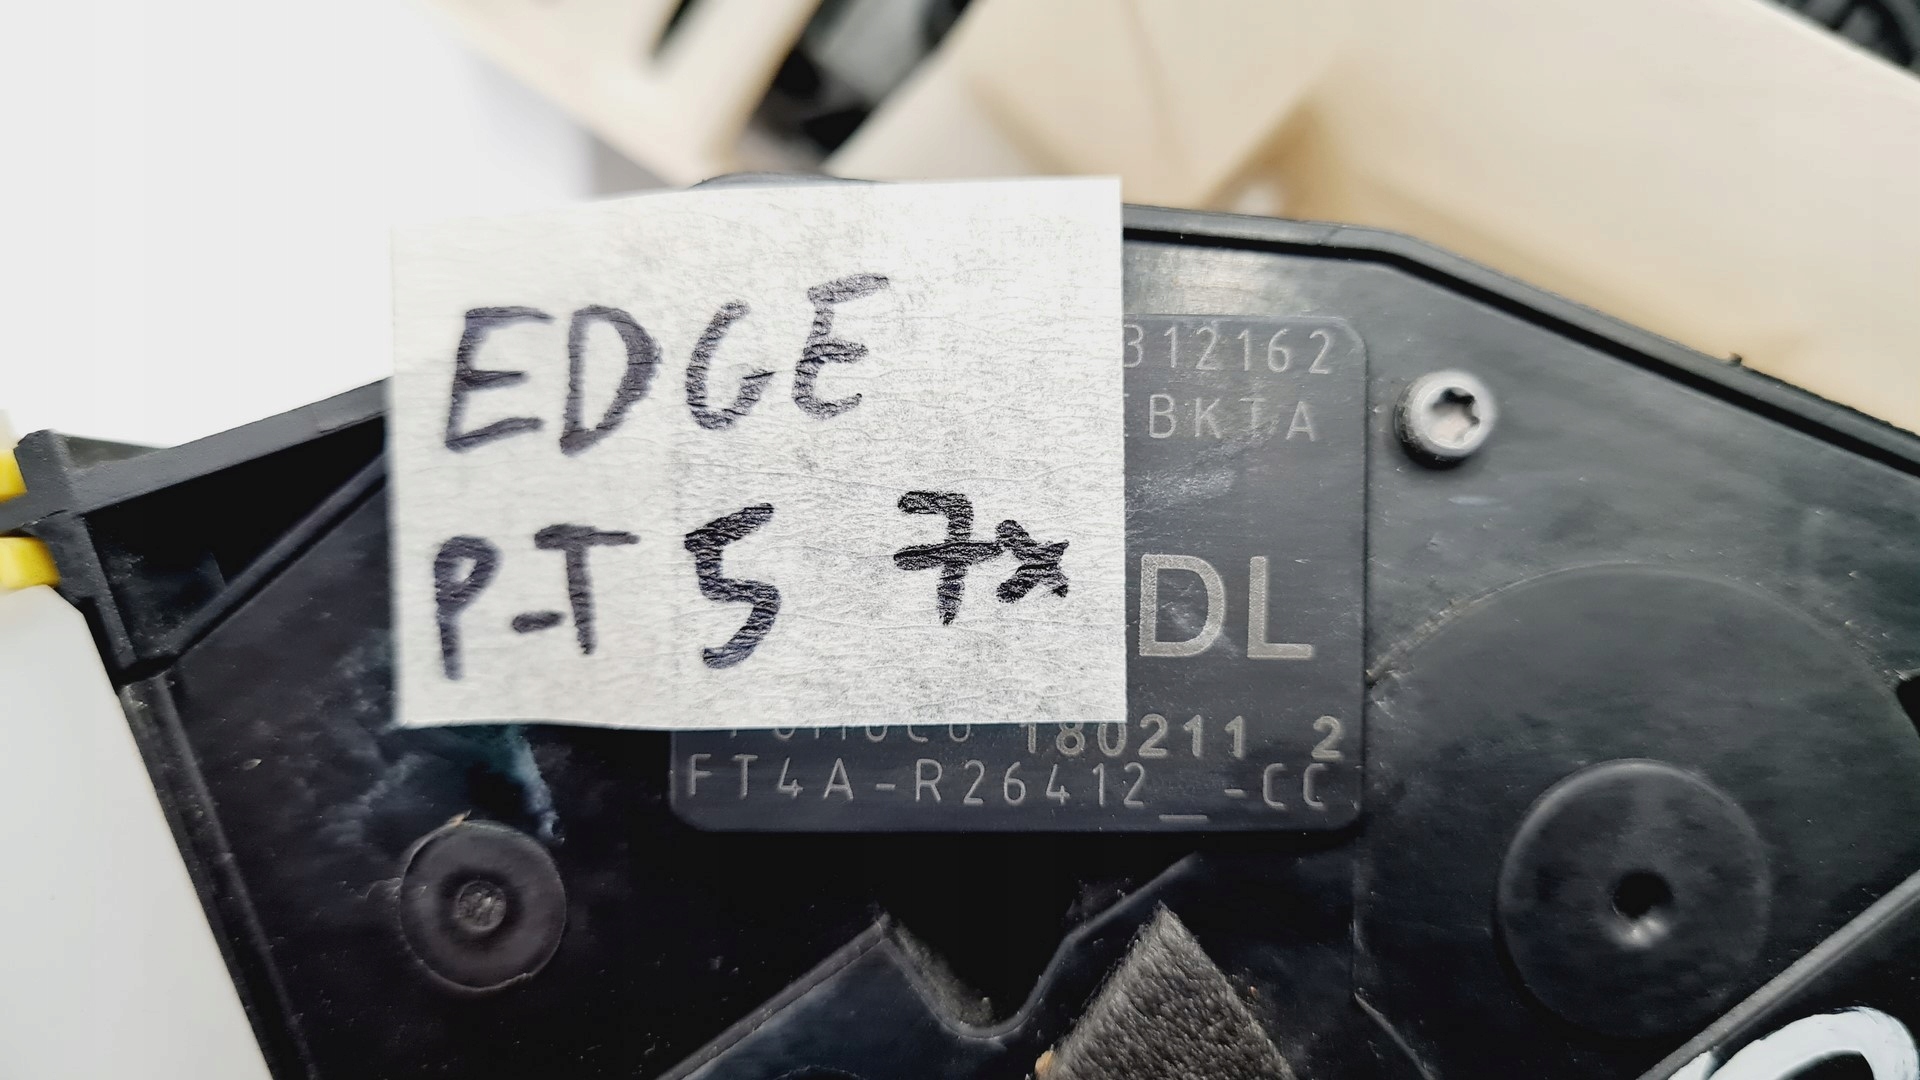 EDGE
P-T 5 7x
312162
BKTA
DL
180211 2
FT4A-R26412_ -CC